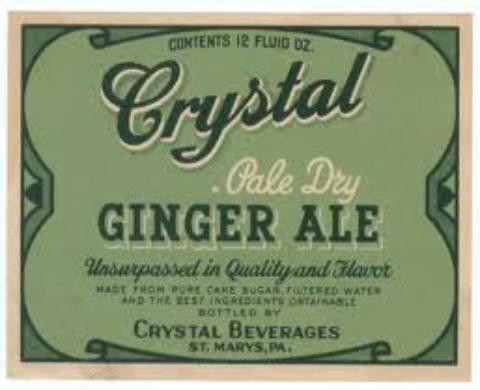 CONTENTS 12 FLUID OZ.
Crystal
Pale Dry
GINGER ALE
Unsurpassed in Quality and Flavor
MADE FROM PURE CANE SUGAR, FILTERED WATER
AND THE BEST INGREDIENTS OBTAINABLE
BOTTLED BY
CRYSTAL BEVERAGES
ST. MARYS, PA.